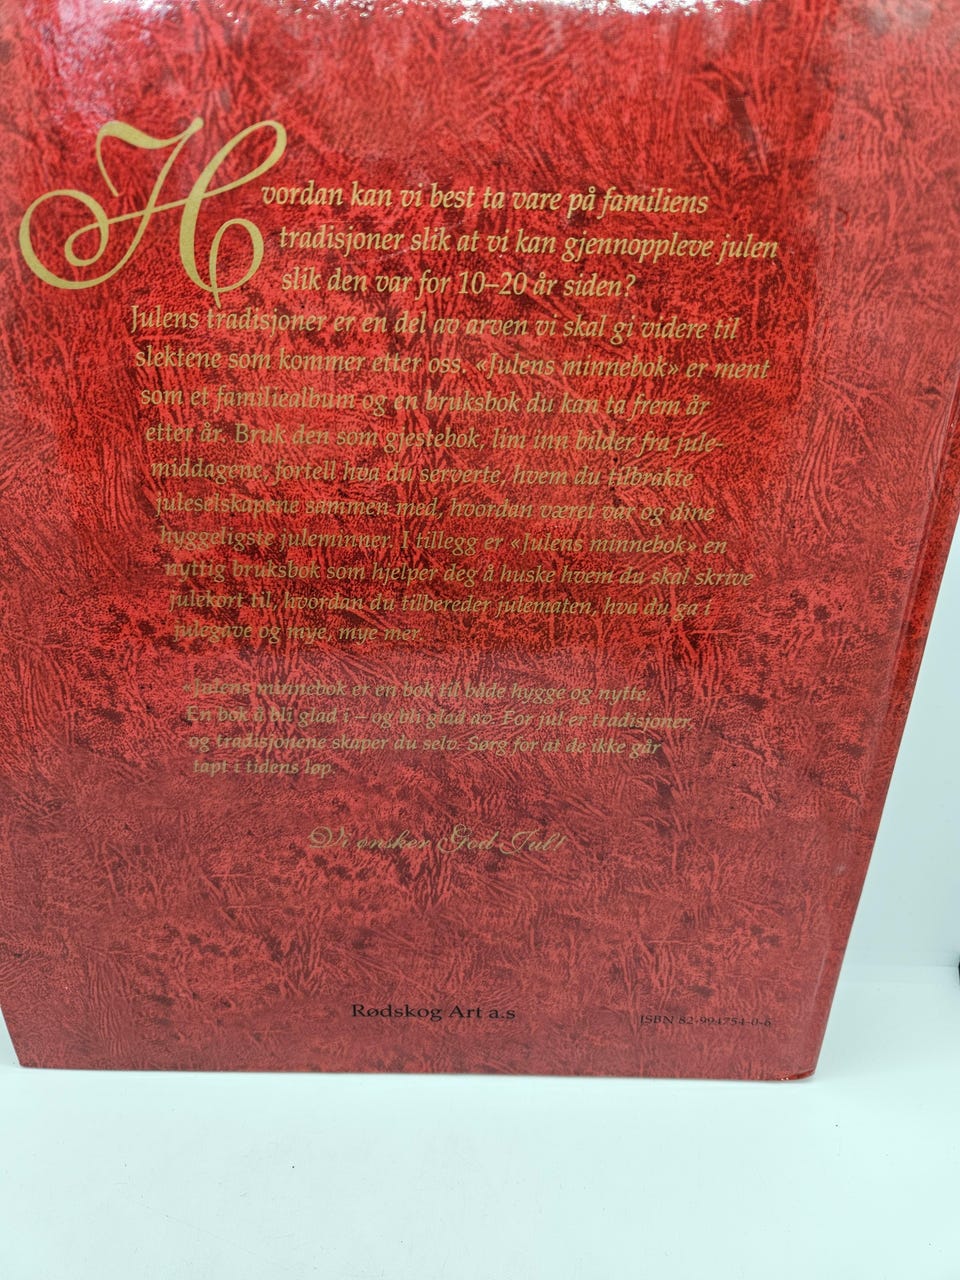 Hvordan kan vi best ta vare på familiens
tradisjoner slik at vi kan gjennoppleve julen
slik den var for 10–20 år siden?
Julens tradisjoner er en del av arven vi skal gi videre til
slektene som kommer etter oss. «Julens minnebok» er ment
som et familiealbum og en bruksbok du kan ta frem år
etter år. Bruk den som gjestebok, lim inn bilder fra jule-
middagene, fortell hva du serverte, hvem du tilbrakte
juleselskapene sammen med, hvordan været var og dine
hyggeligste juleminner. I tillegg er «Julens minnebok» en
nyttig bruksbok som hjelper deg å huske hvem du skal skrive
julekort til, hvordan du tilbereder julematen, hva du ga i
julegave og mye, mye mer.
«Julens minnebok er en bok til både hygge og nytte.
En bok å bli glad i – og bli glad av. For jul er tradisjoner,
og tradisjonene skaper du selv. Sørg for at de ikke går
tapt i tidens løp.
Vi ønsker God Jul!
Rødskog Art a.s
ISBN 82-994754-0-6